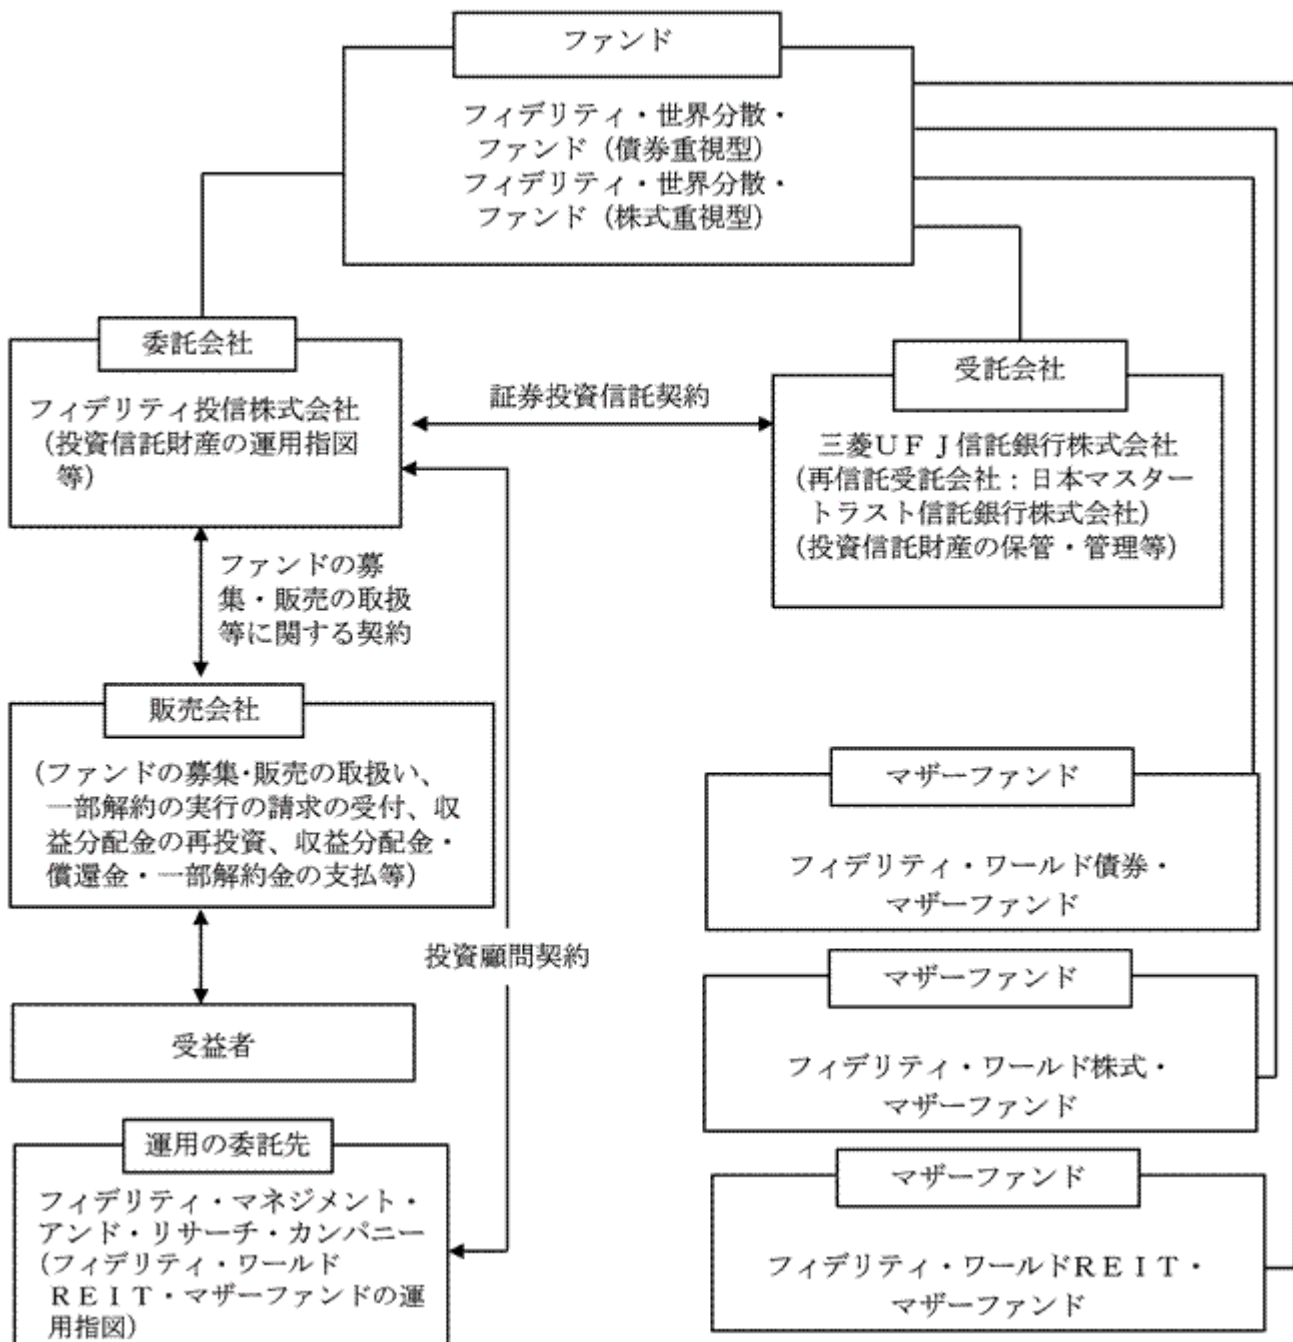 ファンド
フィデリティ・世界分散・
ファンド（債券重視型）
フィデリティ・世界分散・
ファンド（株式重視型）
委託会社
フィデリティ投信株式会社
（投資信託財産の運用指図
等）
証券投資信託契約
受託会社
三菱ＵＦＪ信託銀行株式会社
（再信託受託会社：日本マスター
トラスト信託銀行株式会社）
（投資信託財産の保管・管理等）
ファンドの募
集・販売の取扱
等に関する契約
販売会社
（ファンドの募集・販売の取扱い、
一部解約の実行の請求の受付、収
益分配金の再投資、収益分配金・
償還金・一部解約金の支払等）
投資顧問契約
受益者
運用の委託先
フィデリティ・マネジメント・
アンド・リサーチ・カンパニー
（フィデリティ・ワールド
ＲＥＩＴ・マザーファンドの運
用指図）
マザーファンド
フィデリティ・ワールド債券・
マザーファンド
マザーファンド
フィデリティ・ワールド株式・
マザーファンド
マザーファンド
フィデリティ・ワールドＲＥＩＴ・
マザーファンド